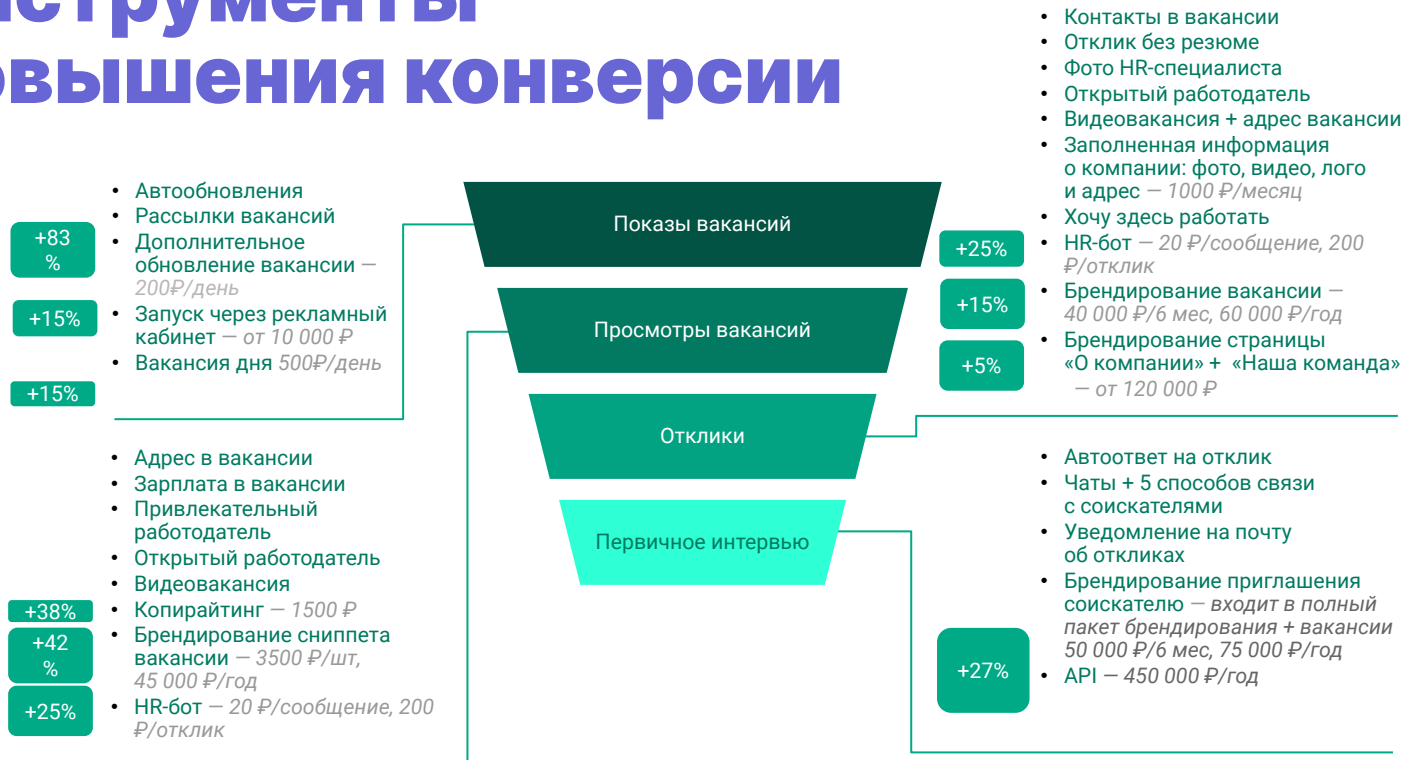 нструменты
овышения конверсии
• Автообновления
• Рассылки вакансий
• Дополнительное
обновление вакансии —
200₽/день
• Запуск через рекламный
кабинет — от 10 000 ₽
• Вакансия дня 500₽/день
+83
%
+15%
+15%
• Адрес в вакансии
• Зарплата в вакансии
• Привлекательный
работодатель
• Открытый работодатель
• Видеовакансия
• Копирайтинг — 1500 ₽
• Брендирование сниппета
вакансии — 3500 ₽/шт,
45 000 ₽/год
• HR-бот — 20 ₽/сообщение, 200
₽/отклик
+38%
+42
%
+25%
Показы вакансий
Просмотры вакансий
Отклики
Первичное интервью
• Контакты в вакансии
• Отклик без резюме
• Фото HR-специалиста
• Открытый работодатель
• Видеовакансия + адрес вакансии
• Заполненная информация
о компании: фото, видео, лого
и адрес — 1000 ₽/месяц
• Хочу здесь работать
• HR-бот — 20 ₽/сообщение, 200
₽/отклик
• Брендирование вакансии —
40 000 ₽/6 мес, 60 000 ₽/год
• Брендирование страницы
«О компании» + «Наша команда»
— от 120 000 ₽
+25%
+15%
+5%
• Автоответ на отклик
• Чаты + 5 способов связи
с соискателями
• Уведомление на почту
об откликах
• Брендирование приглашения
соискателю — входит в полный
пакет брендирования + вакансии
50 000 ₽/6 мес, 75 000 ₽/год
• API — 450 000 ₽/год
+27%